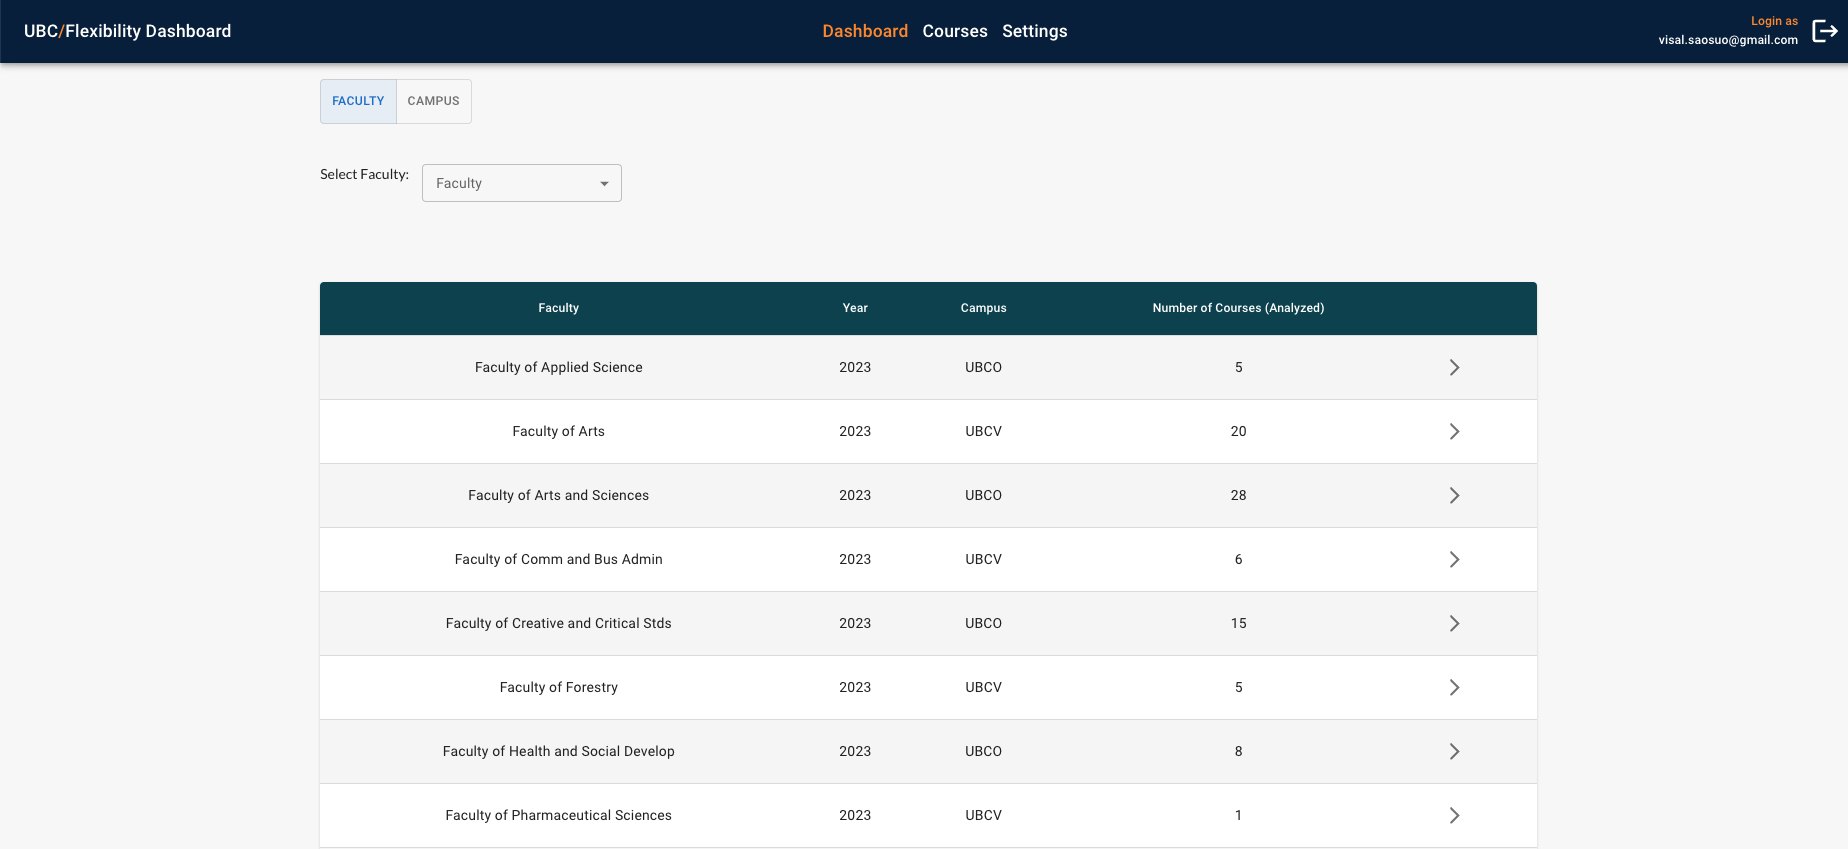 UBC/Flexibility Dashboard
Dashboard Courses Settings
Login as
visal.saosuo@gmail.com
FACULTY CAMPUS
Select Faculty: Faculty
Faculty Year Campus Number of Courses (Analyzed)
Faculty of Applied Science 2023 UBCO 5
Faculty of Arts 2023 UBCV 20
Faculty of Arts and Sciences 2023 UBCO 28
Faculty of Comm and Bus Admin 2023 UBCV 6
Faculty of Creative and Critical Stds 2023 UBCO 15
Faculty of Forestry 2023 UBCV 5
Faculty of Health and Social Develop 2023 UBCO 8
Faculty of Pharmaceutical Sciences 2023 UBCV 1